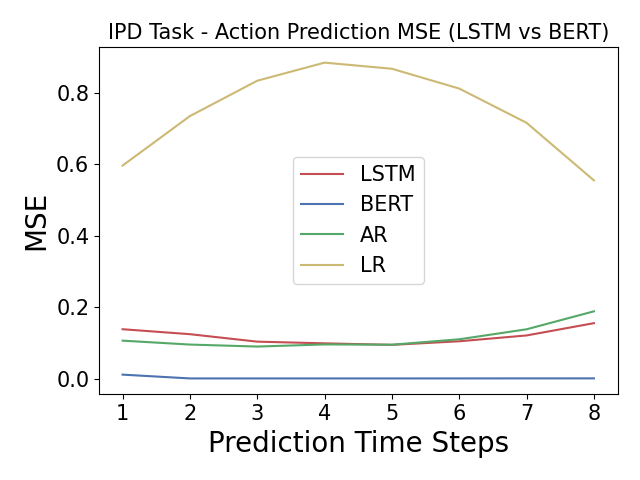 IPD Task - Action Prediction MSE (LSTM vs BERT)
MSE
0.8
0.6
0.4
0.2
0.0
LSTM
BERT
AR
LR
1 2 3 4 5 6 7 8
Prediction Time Steps